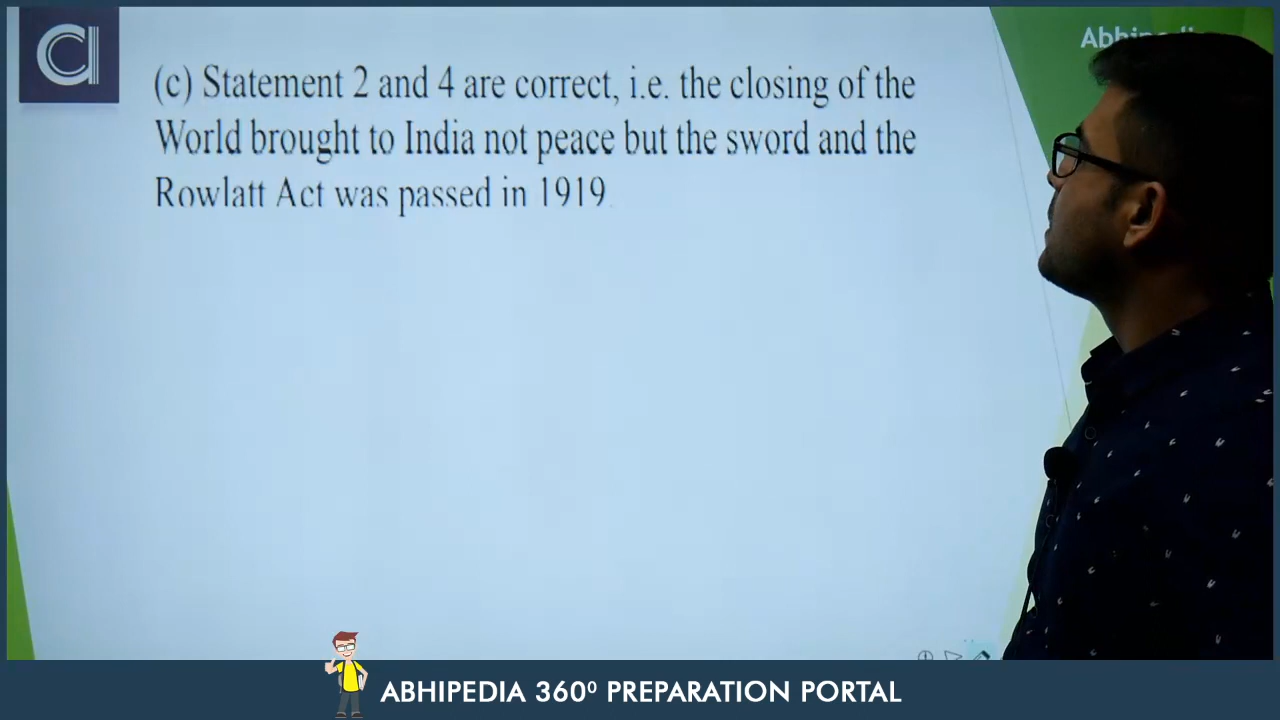 (c) Statement 2 and 4 are correct, i.e. the closing of the
World brought to India not peace but the sword and the
Rowlatt Act was passed in 1919.
ABHIPEDIA 360⁰ PREPARATION PORTAL